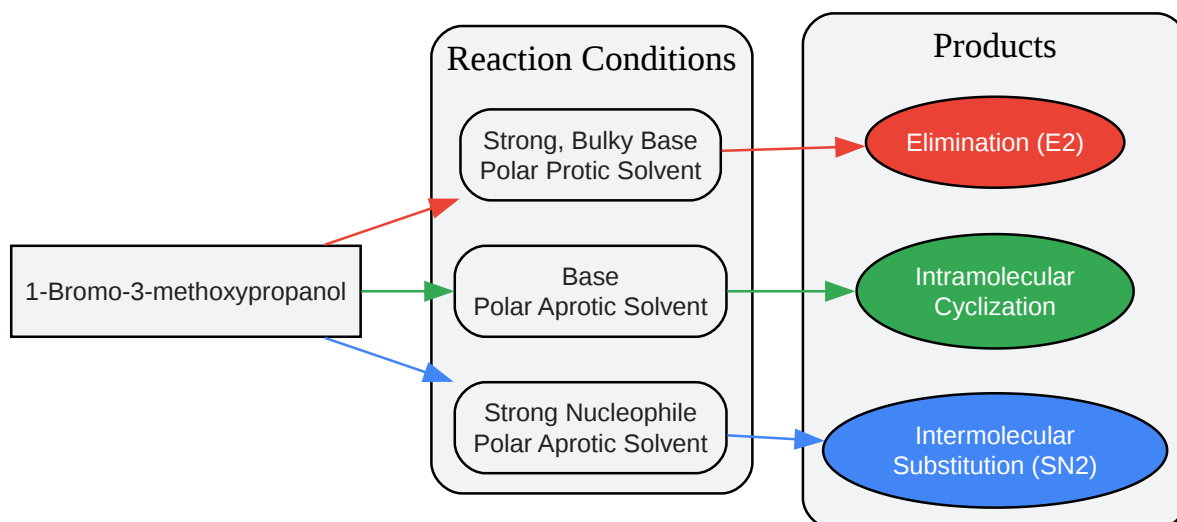 1-Bromo-3-methoxypropanol
Reaction Conditions
Strong, Bulky Base
Polar Protic Solvent
Base
Polar Aprotic Solvent
Strong Nucleophile
Polar Aprotic Solvent
Products
Elimination (E2)
Intramolecular
Cyclization
Intermolecular
Substitution (SN2)